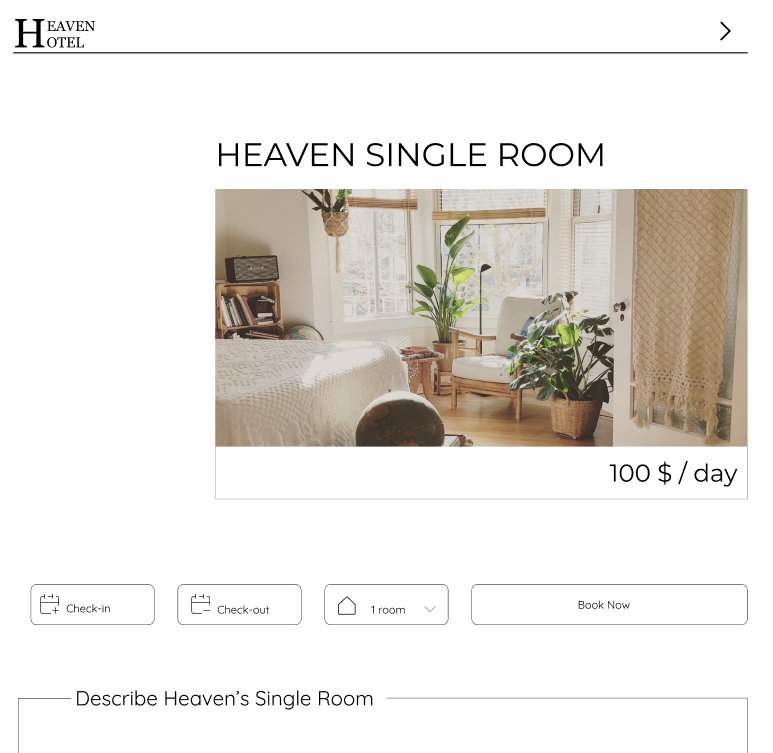 HEAVEN
HOTEL
HEAVEN SINGLE ROOM
100 $ / day
Check-in
Check-out
1 room
Book Now
Describe Heaven’s Single Room